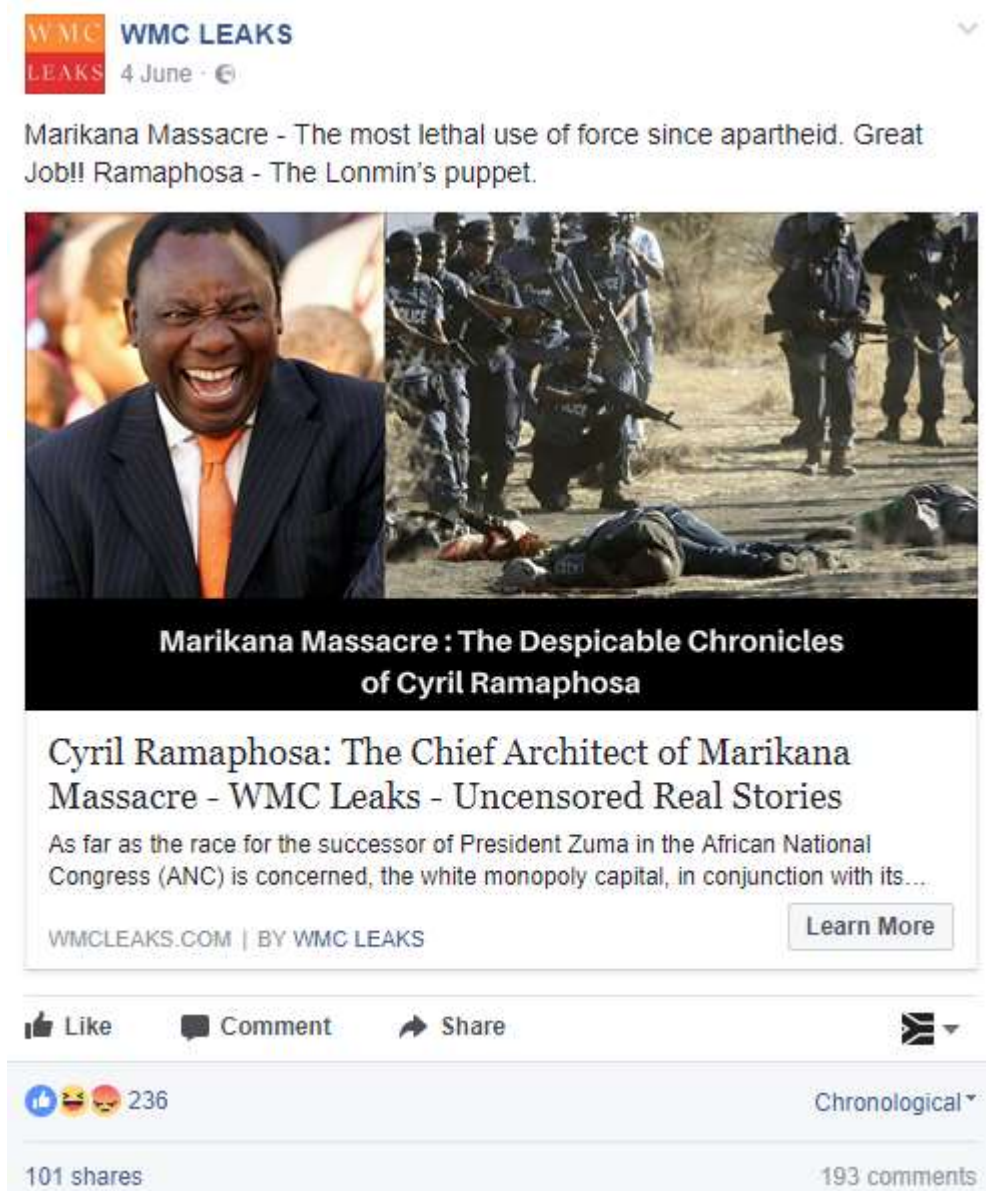 WMC
LEAKS
WMC LEAKS
4 June
Marikana Massacre - The most lethal use of force since apartheid. Great
Job!! Ramaphosa - The Lonmin's puppet.
POLICE
Marikana Massacre : The Despicable Chronicles
of Cyril Ramaphosa
Cyril Ramaphosa: The Chief Architect of Marikana
Massacre - WMC Leaks - Uncensored Real Stories
As far as the race for the successor of President Zuma in the African National
Congress (ANC) is concerned, the white monopoly capital, in conjunction with its...
WMCLEAKS.COM | BY WMC LEAKS
Learn More
Like Comment Share
236
Chronological
101 shares
193 comments